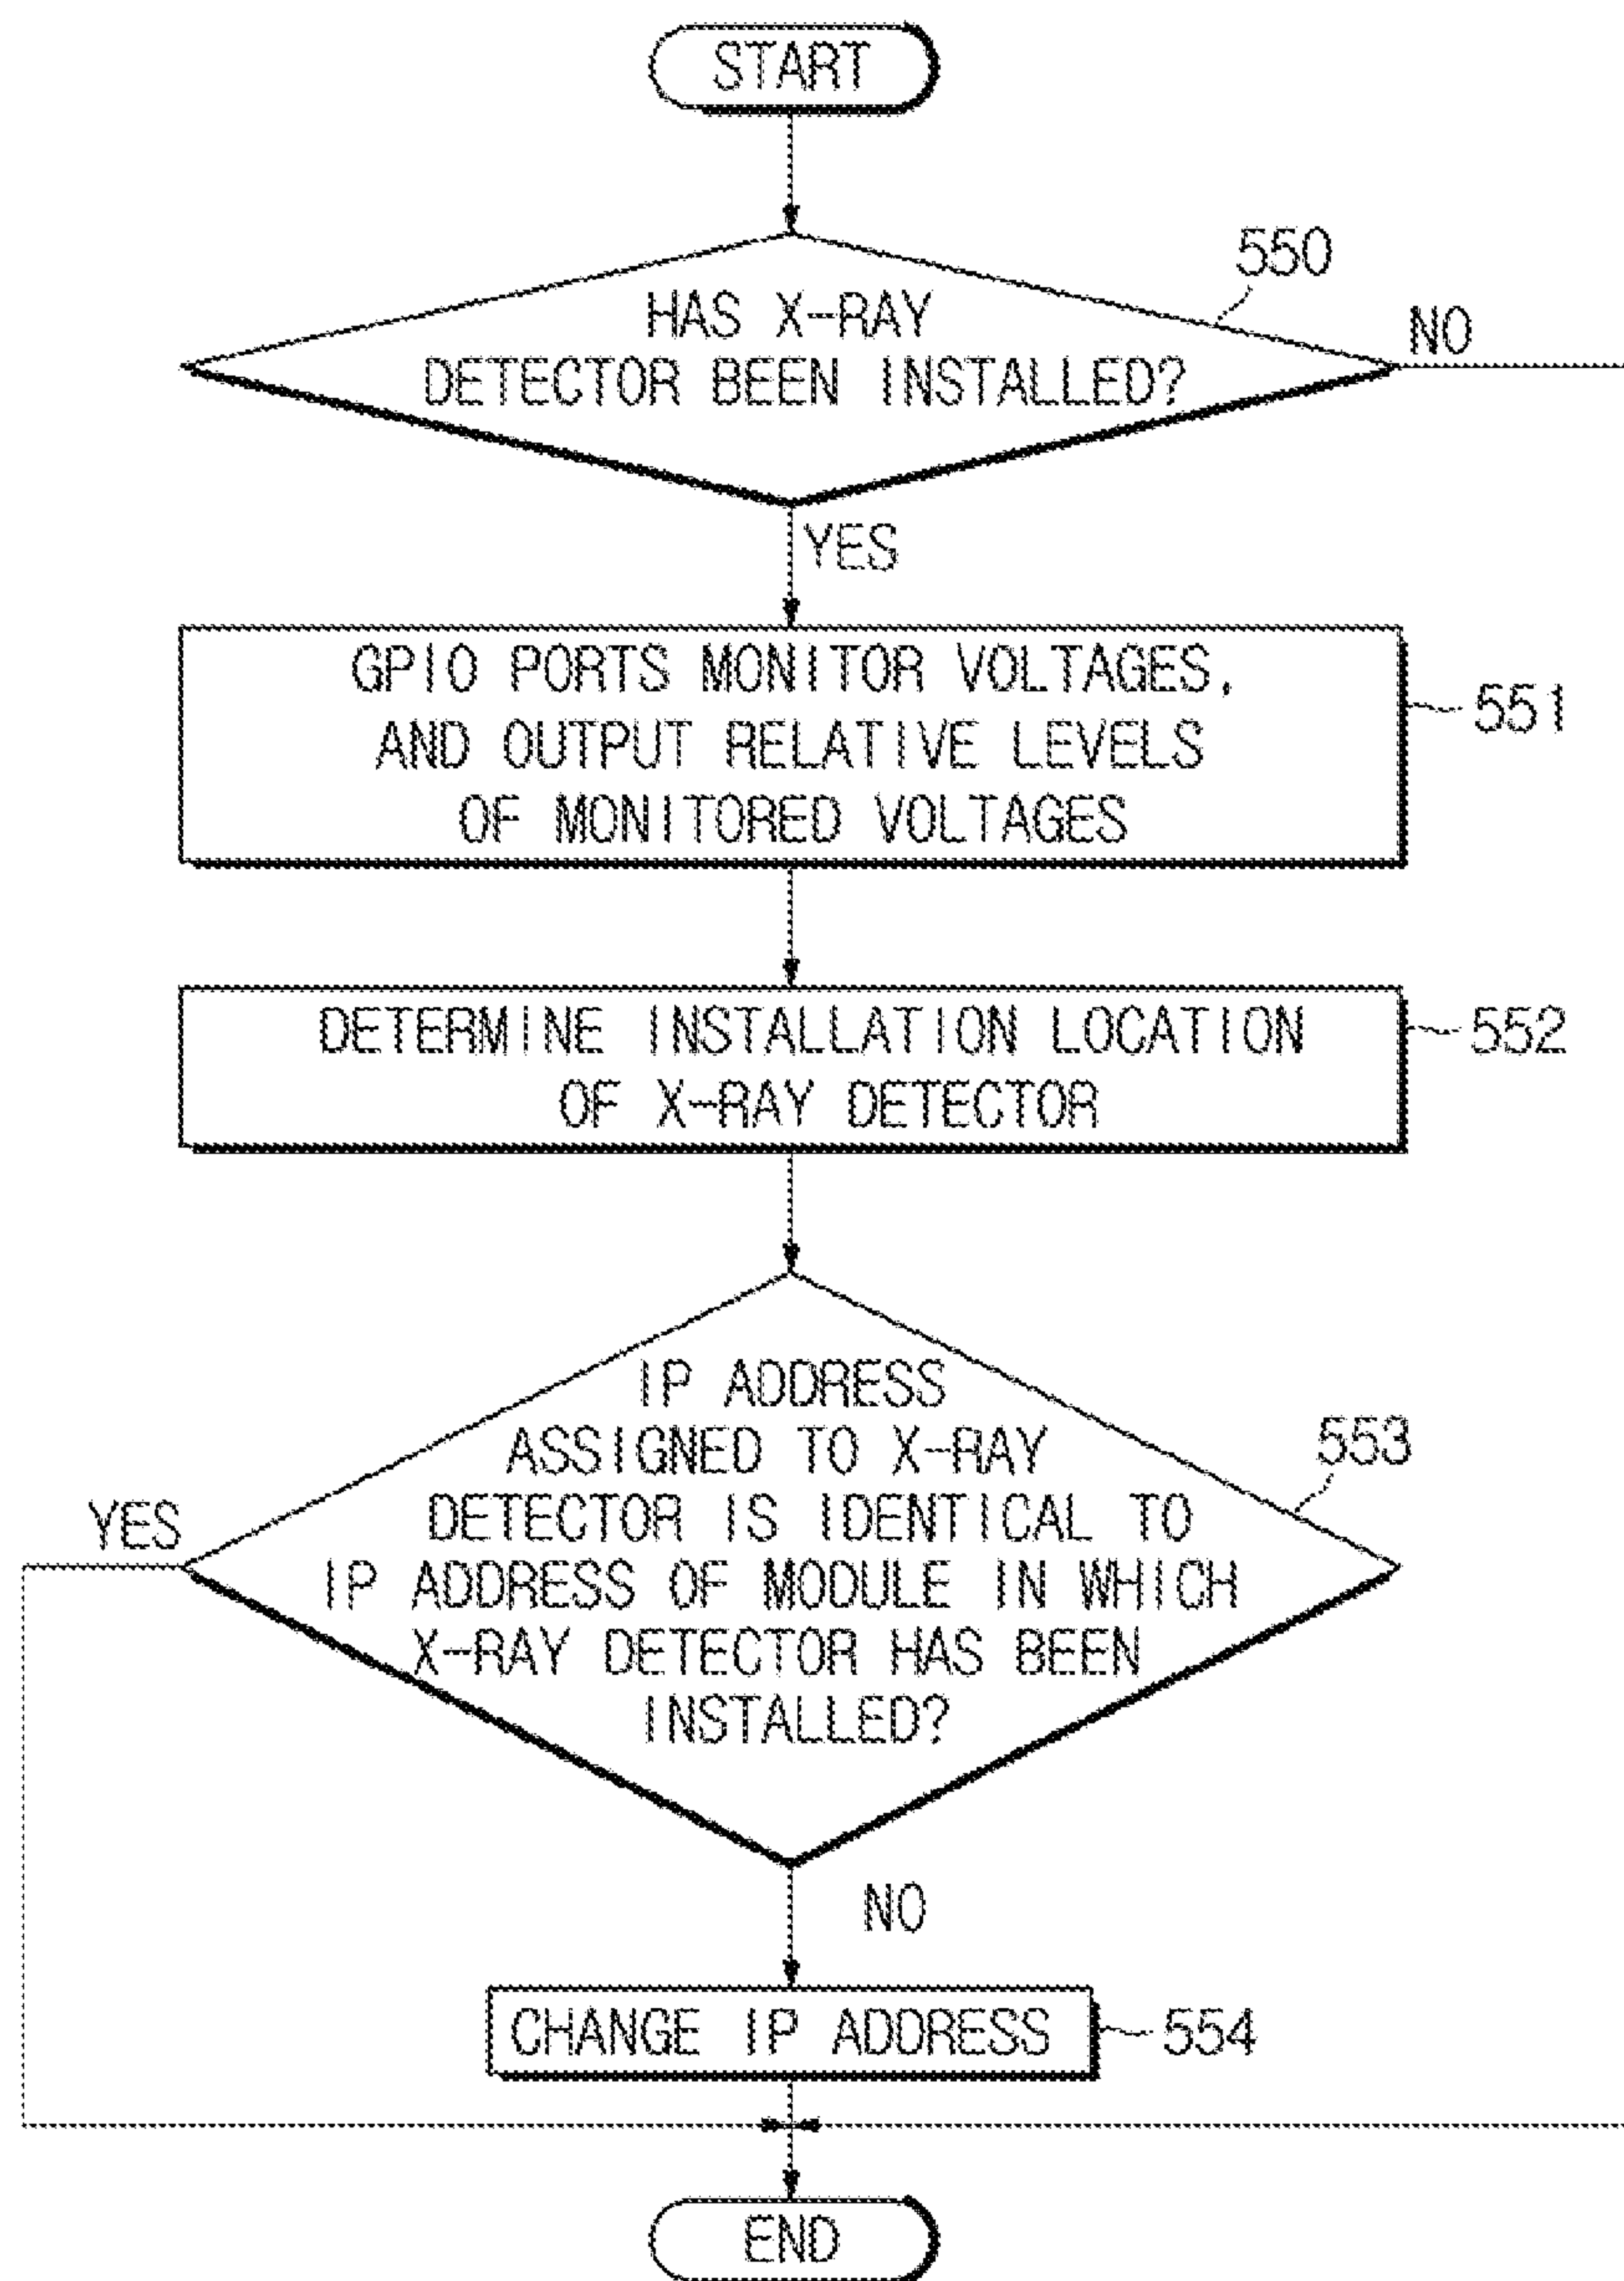 START
550
HAS X-RAY
DETECTOR BEEN INSTALLED?
NO
YES
GPIO PORTS MONITOR VOLTAGES,
AND OUTPUT RELATIVE LEVELS
OF MONITORED VOLTAGES
551
DETERMINE INSTALLATION LOCATION
OF X-RAY DETECTOR
552
IP ADDRESS
ASSIGNED TO X-RAY
DETECTOR IS IDENTICAL TO
IP ADDRESS OF MODULE IN WHICH
X-RAY DETECTOR HAS BEEN
INSTALLED?
553
YES
NO
CHANGE IP ADDRESS
554
END